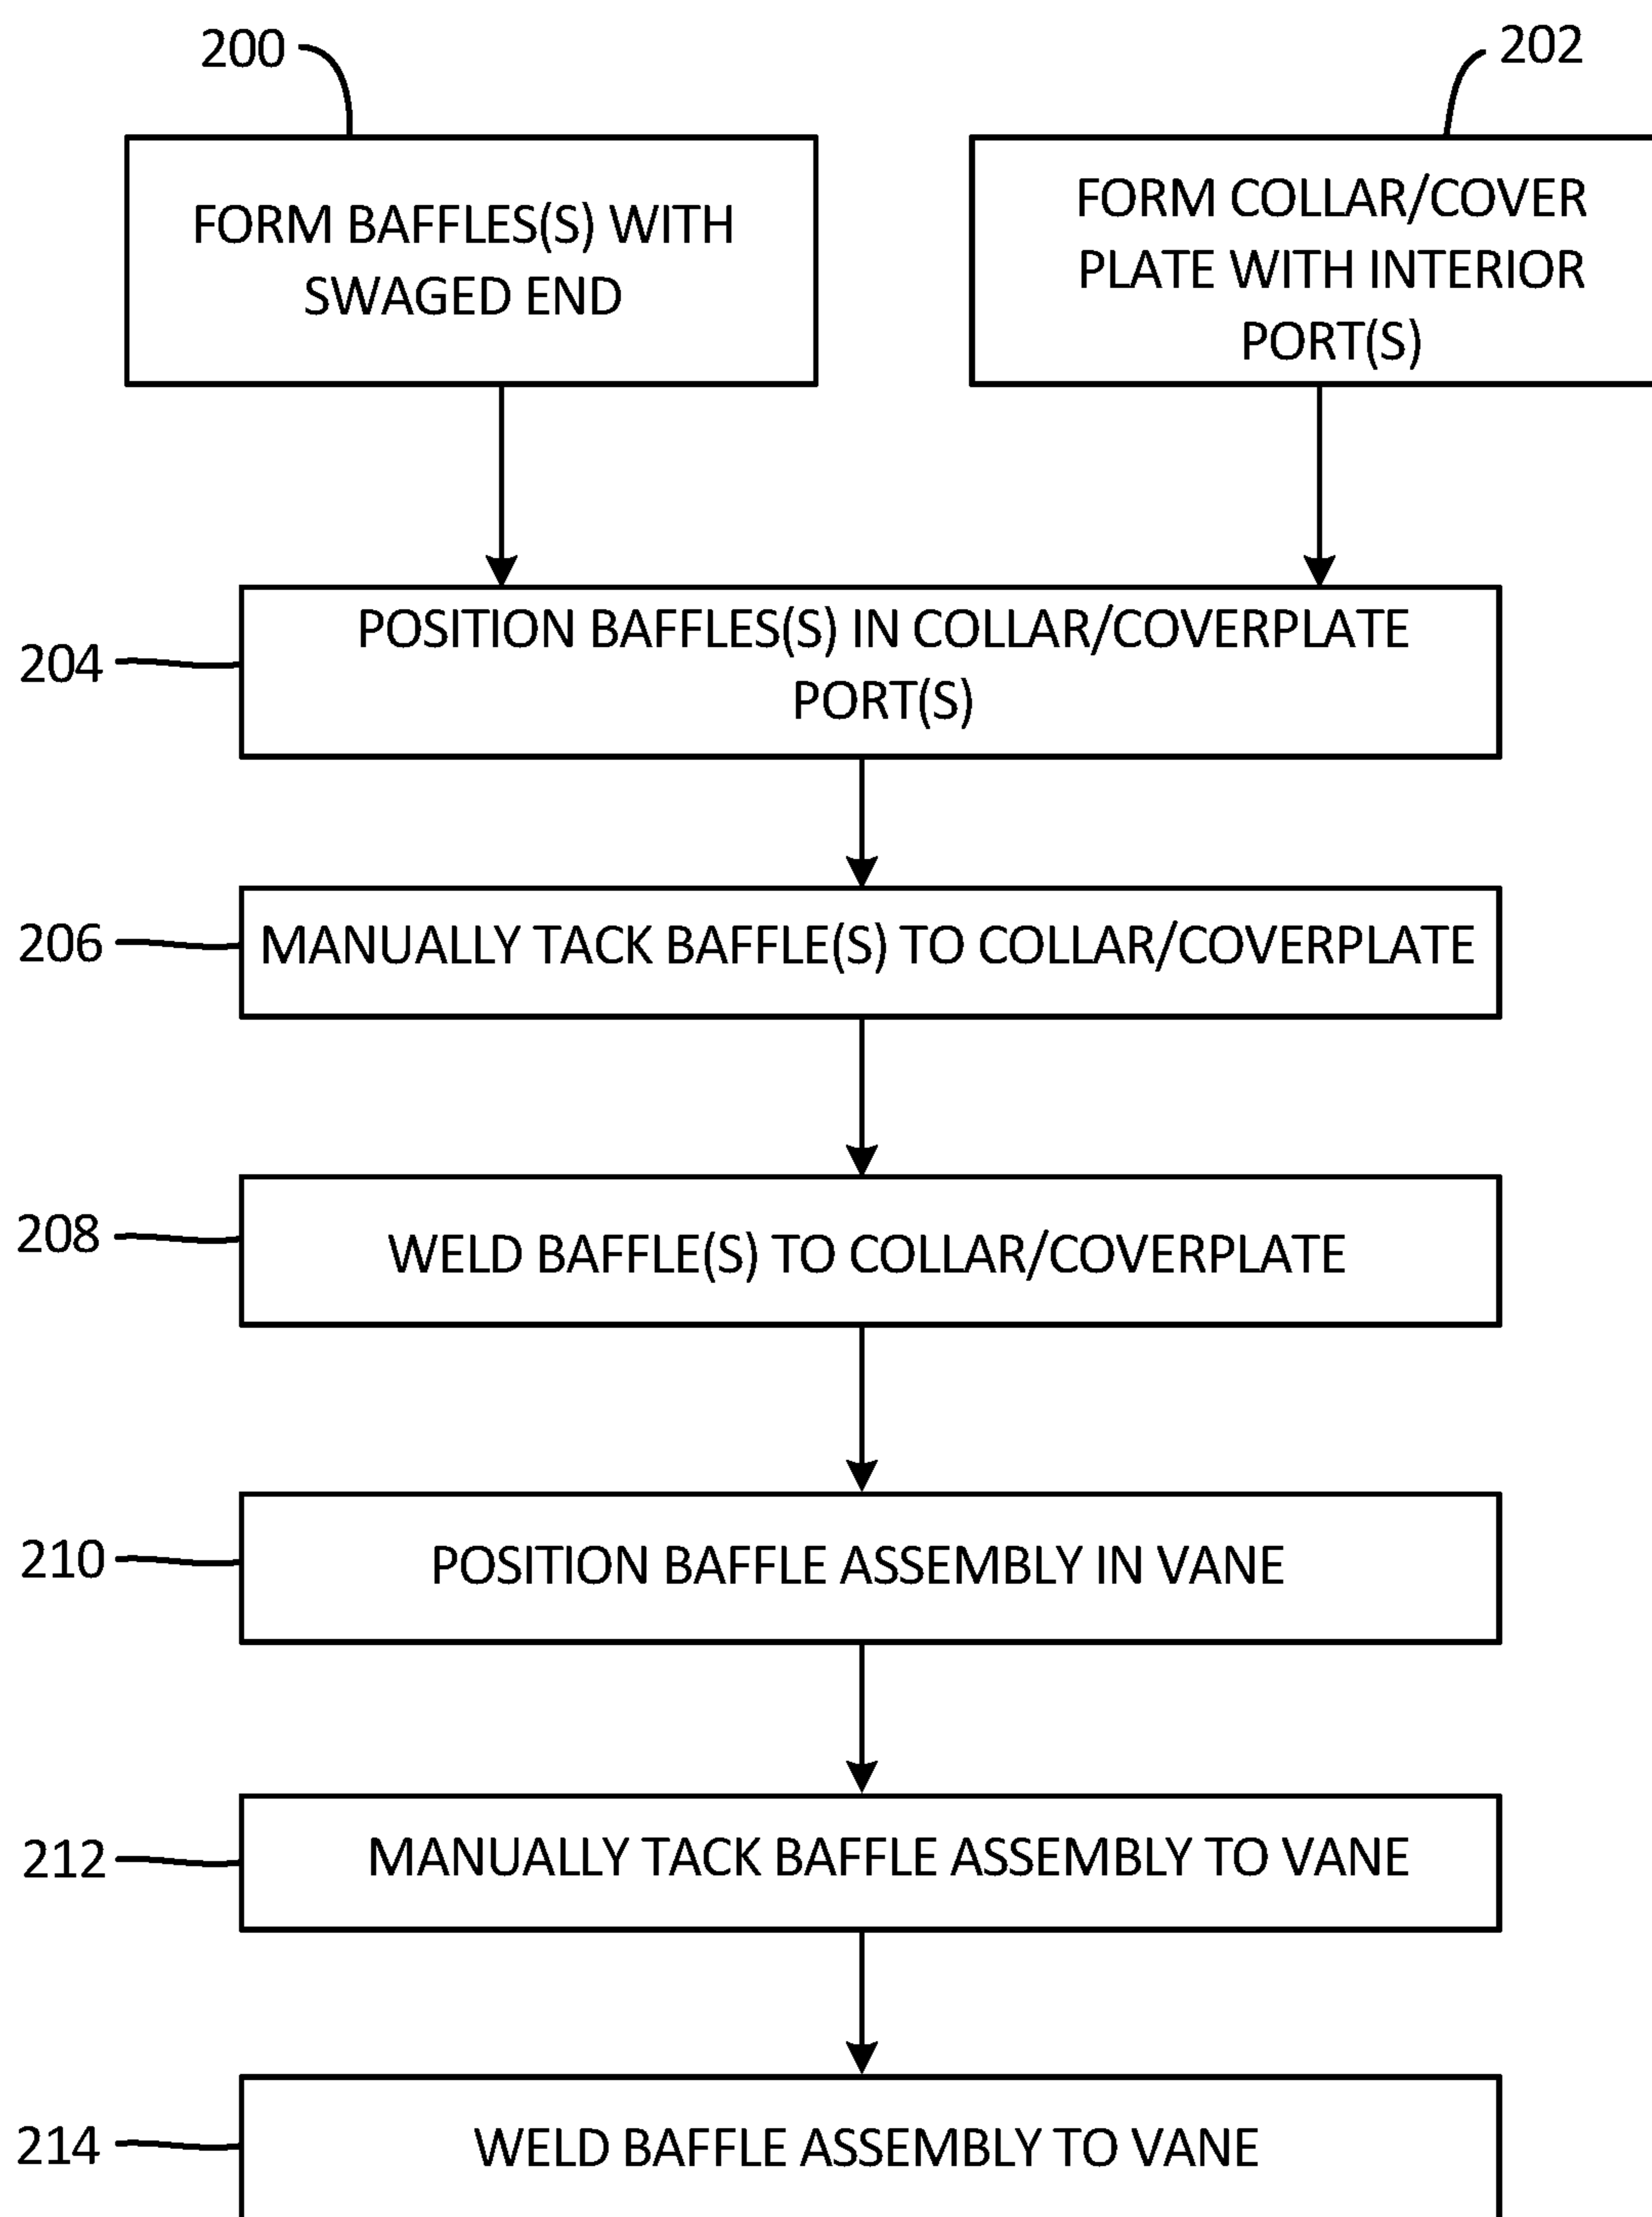 200
202
FORM BAFFLES(S) WITH
SWAGED END
FORM COLLAR/COVER
PLATE WITH INTERIOR
PORT(S)
204
POSITION BAFFLES(S) IN COLLAR/COVERPLATE
PORT(S)
206
MANUALLY TACK BAFFLE(S) TO COLLAR/COVERPLATE
208
WELD BAFFLE(S) TO COLLAR/COVERPLATE
210
POSITION BAFFLE ASSEMBLY IN VANE
212
MANUALLY TACK BAFFLE ASSEMBLY TO VANE
214
WELD BAFFLE ASSEMBLY TO VANE